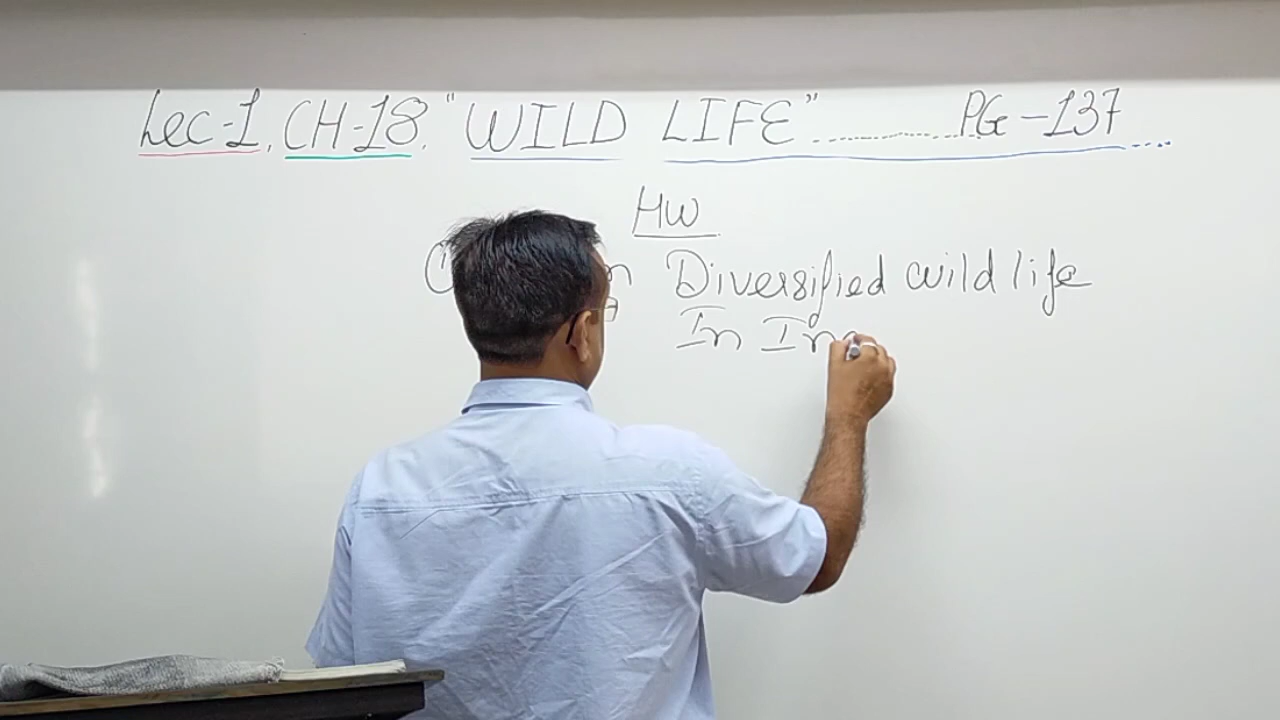 Lec-1, CH-18, "WILD LIFE"..............PG-137
HW
Diversified wild life
In